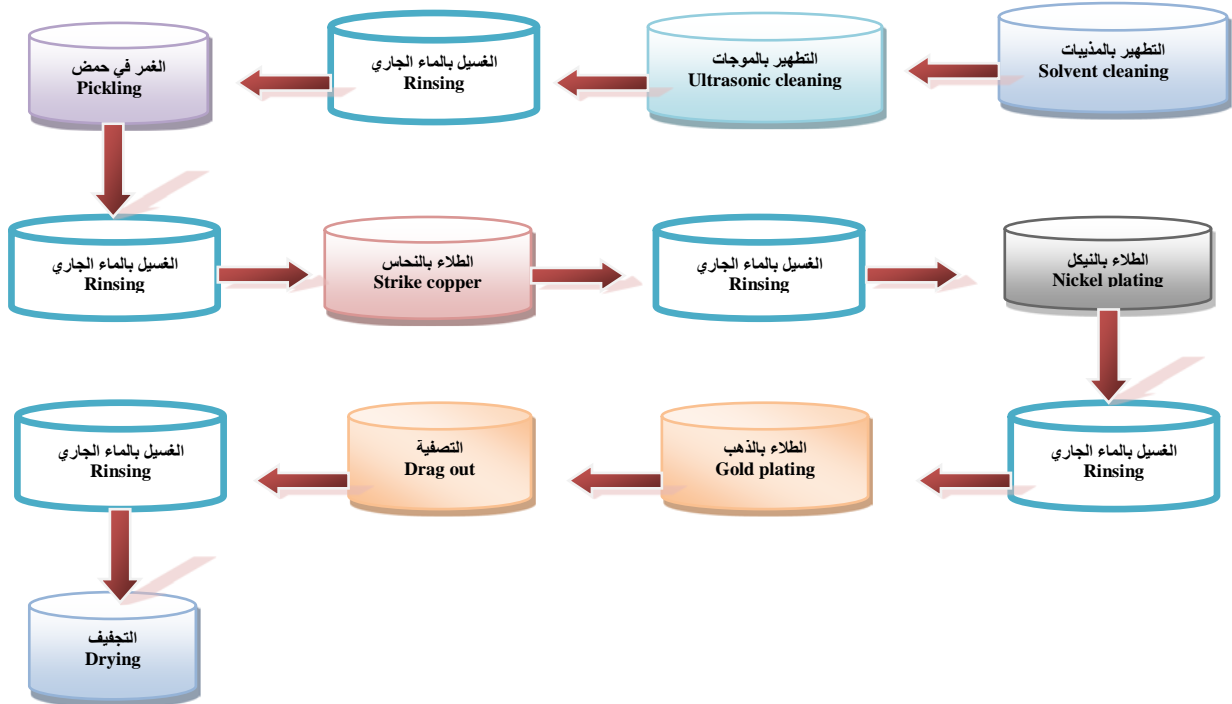 التطهير بالمذيبات
Solvent cleaning
التطهير بالموجات
Ultrasonic cleaning
الغسيل بالماء الجاري
Rinsing
الغمر في حمض
Pickling
الغسيل بالماء الجاري
Rinsing
الطلاء بالنحاس
Strike copper
الغسيل بالماء الجاري
Rinsing
الطلاء بالنيكل
Nickel plating
الغسيل بالماء الجاري
Rinsing
الطلاء بالذهب
Gold plating
التصفية
Drag out
الغسيل بالماء الجاري
Rinsing
التجفيف
Drying